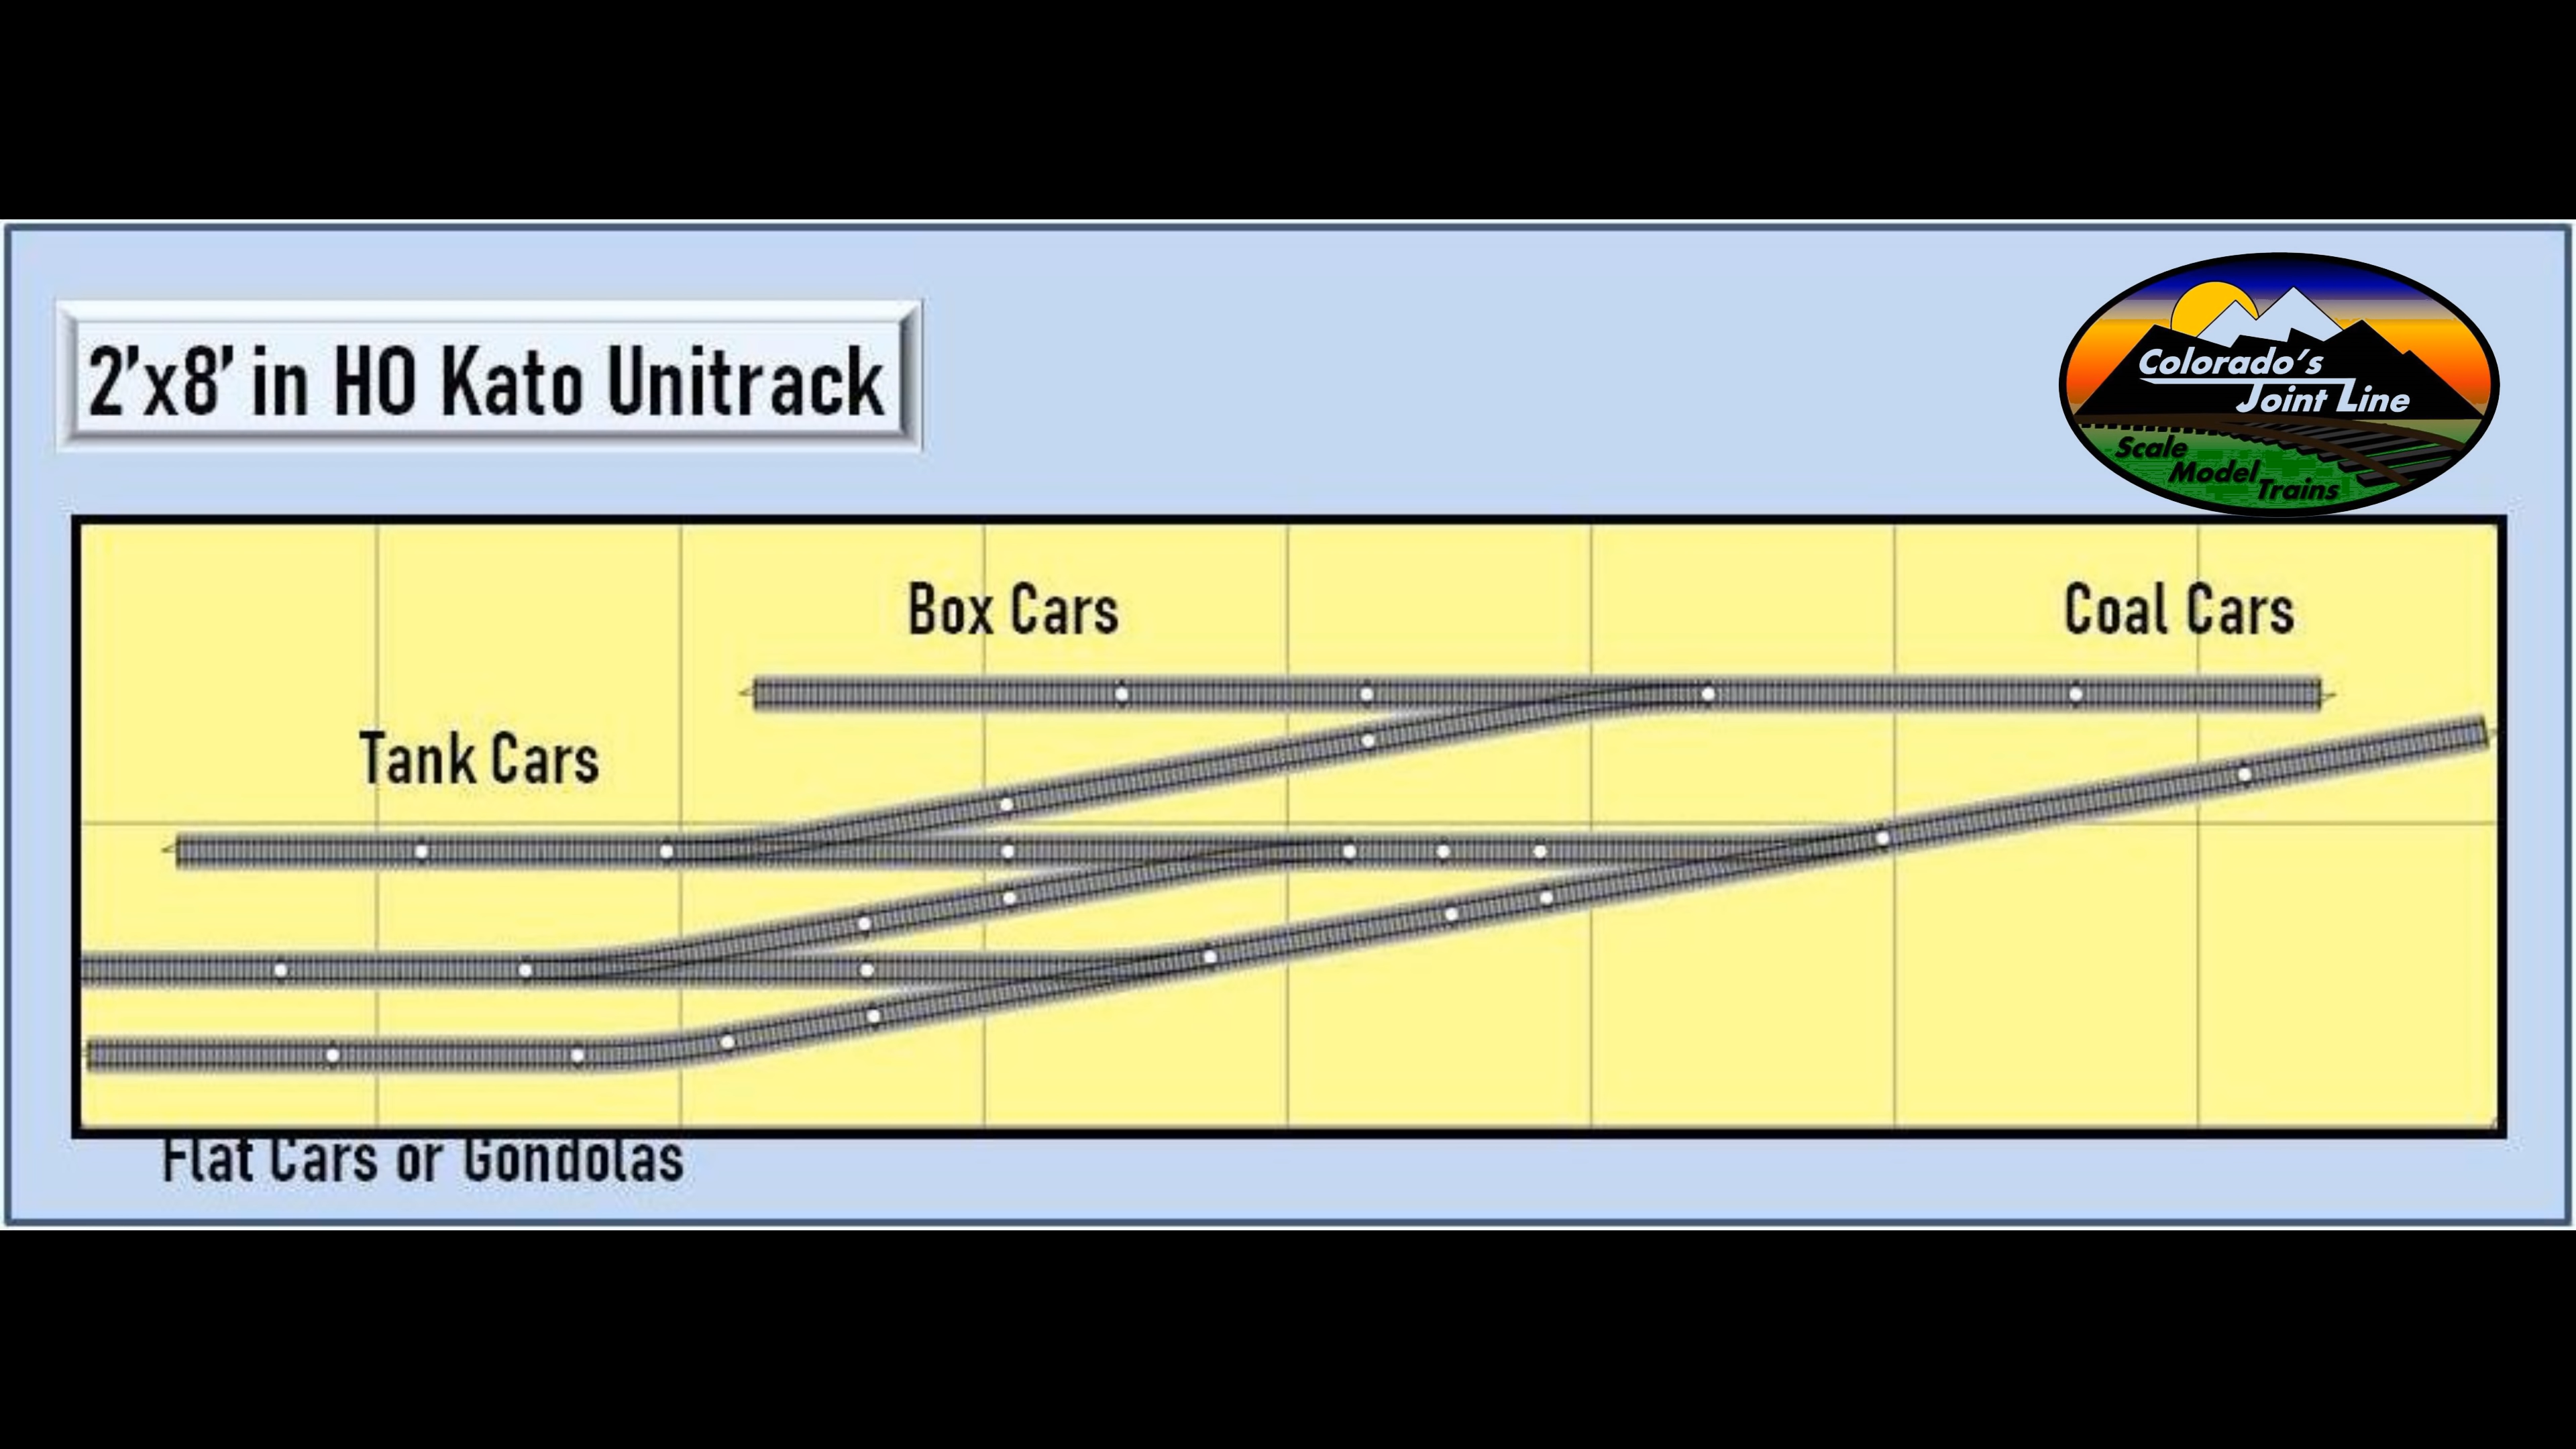 2'x8' in HO Kato Unitrack
Colorado's
Joint Line
Scale
Model
Trains
Box Cars
Coal Cars
Tank Cars
Flat Cars or Gondolas